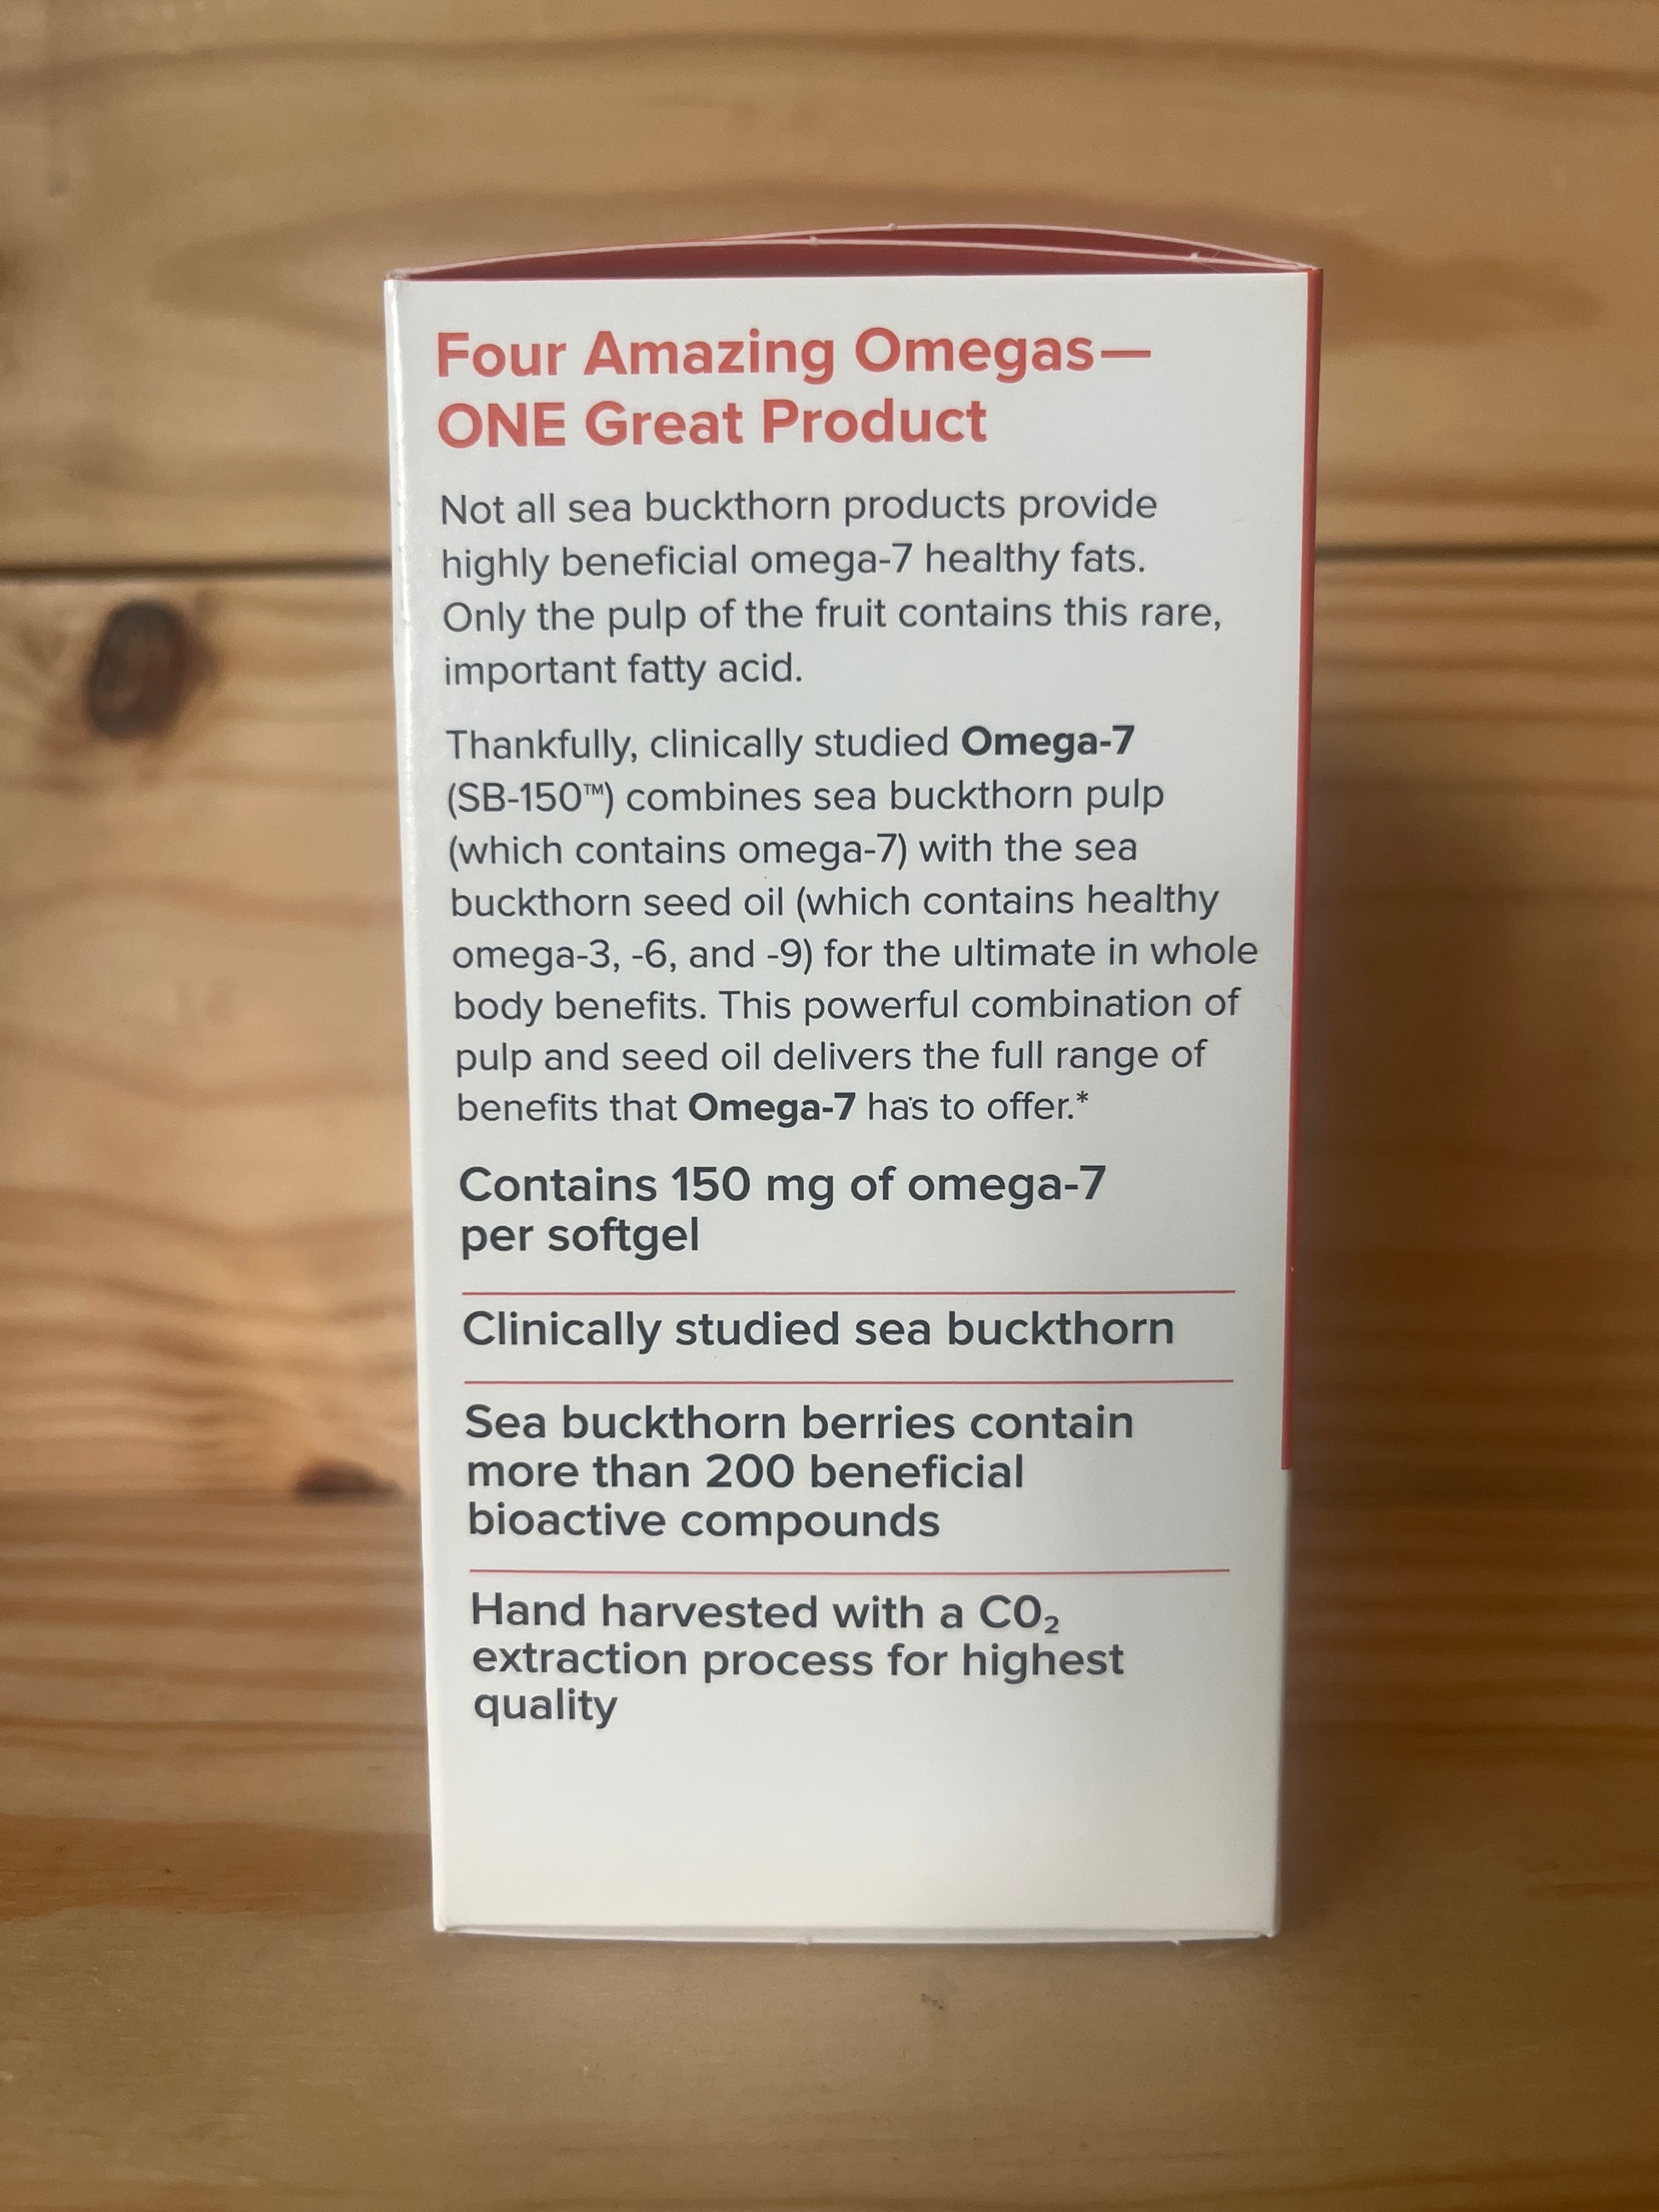 Four Amazing Omegas—
ONE Great Product
Not all sea buckthorn products provide
highly beneficial omega-7 healthy fats.
Only the pulp of the fruit contains this rare,
important fatty acid.
Thankfully, clinically studied Omega-7
(SB-150™) combines sea buckthorn pulp
(which contains omega-7) with the sea
buckthorn seed oil (which contains healthy
omega-3, -6, and -9) for the ultimate in whole
body benefits. This powerful combination of
pulp and seed oil delivers the full range of
benefits that Omega-7 has to offer.*
Contains 150 mg of omega-7
per softgel
Clinically studied sea buckthorn
Sea buckthorn berries contain
more than 200 beneficial
bioactive compounds
Hand harvested with a C0₂
extraction process for highest
quality